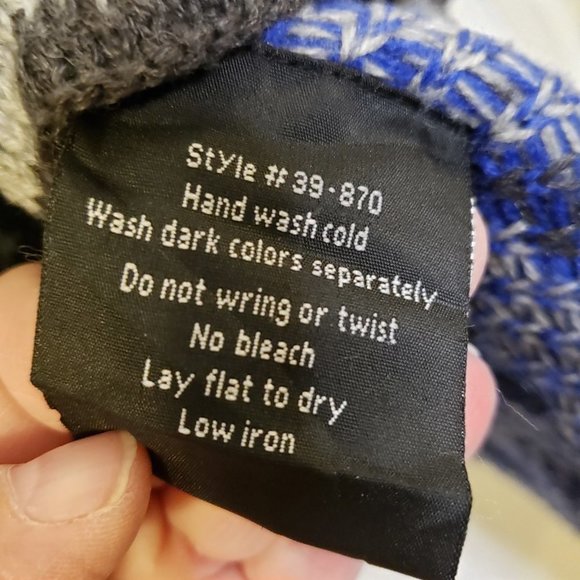 Style # 39-870
Hand wash cold
Wash dark colors separately
Do not wring or twist
No bleach
Lay flat to dry
Low iron